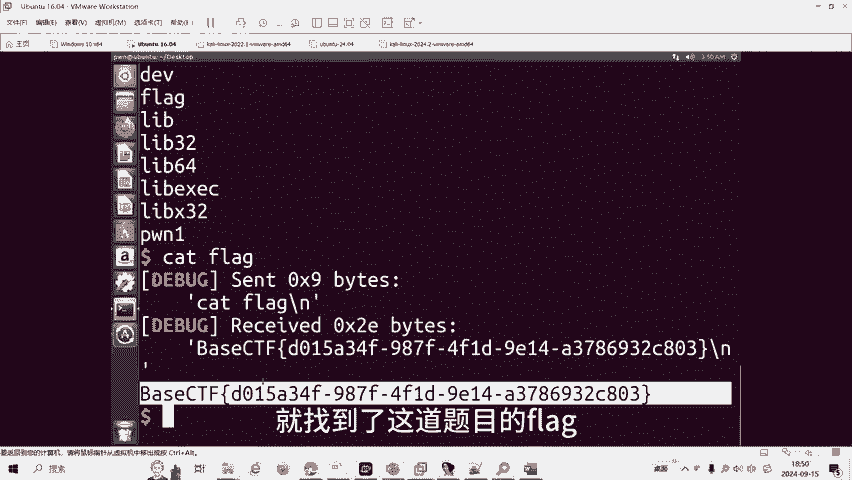 Ubuntu 16.04 - VMware Workstation
文件(F) 编辑(E) 查看(V) 虚拟机(M) 选项卡(T) 帮助(H)
主页 Windows 10 x64 Ubuntu 16.04 kali-linux-2022.1-vmware-amd64 ubuntu-24.04 kali-linux-2024.2-vmware-amd64
pwn@ubuntu: ~/Desktop
dev
flag
lib
lib32
lib64
libexec
libx32
pwn1
$ cat flag
[DEBUG] Sent 0x9 bytes:
'cat flag\n'
[DEBUG] Received 0x2e bytes:
'BaseCTF{d015a34f-987f-4f1d-9e14-a3786932c803}\n
'
BaseCTF{d015a34f-987f-4f1d-9e14-a3786932c803}
$
就找到了这道题目的flag
要返回到您的计算机，请将鼠标指针从虚拟机中移出或按 Ctrl+Alt。
搜索
桌面
18:50
2024-09-15